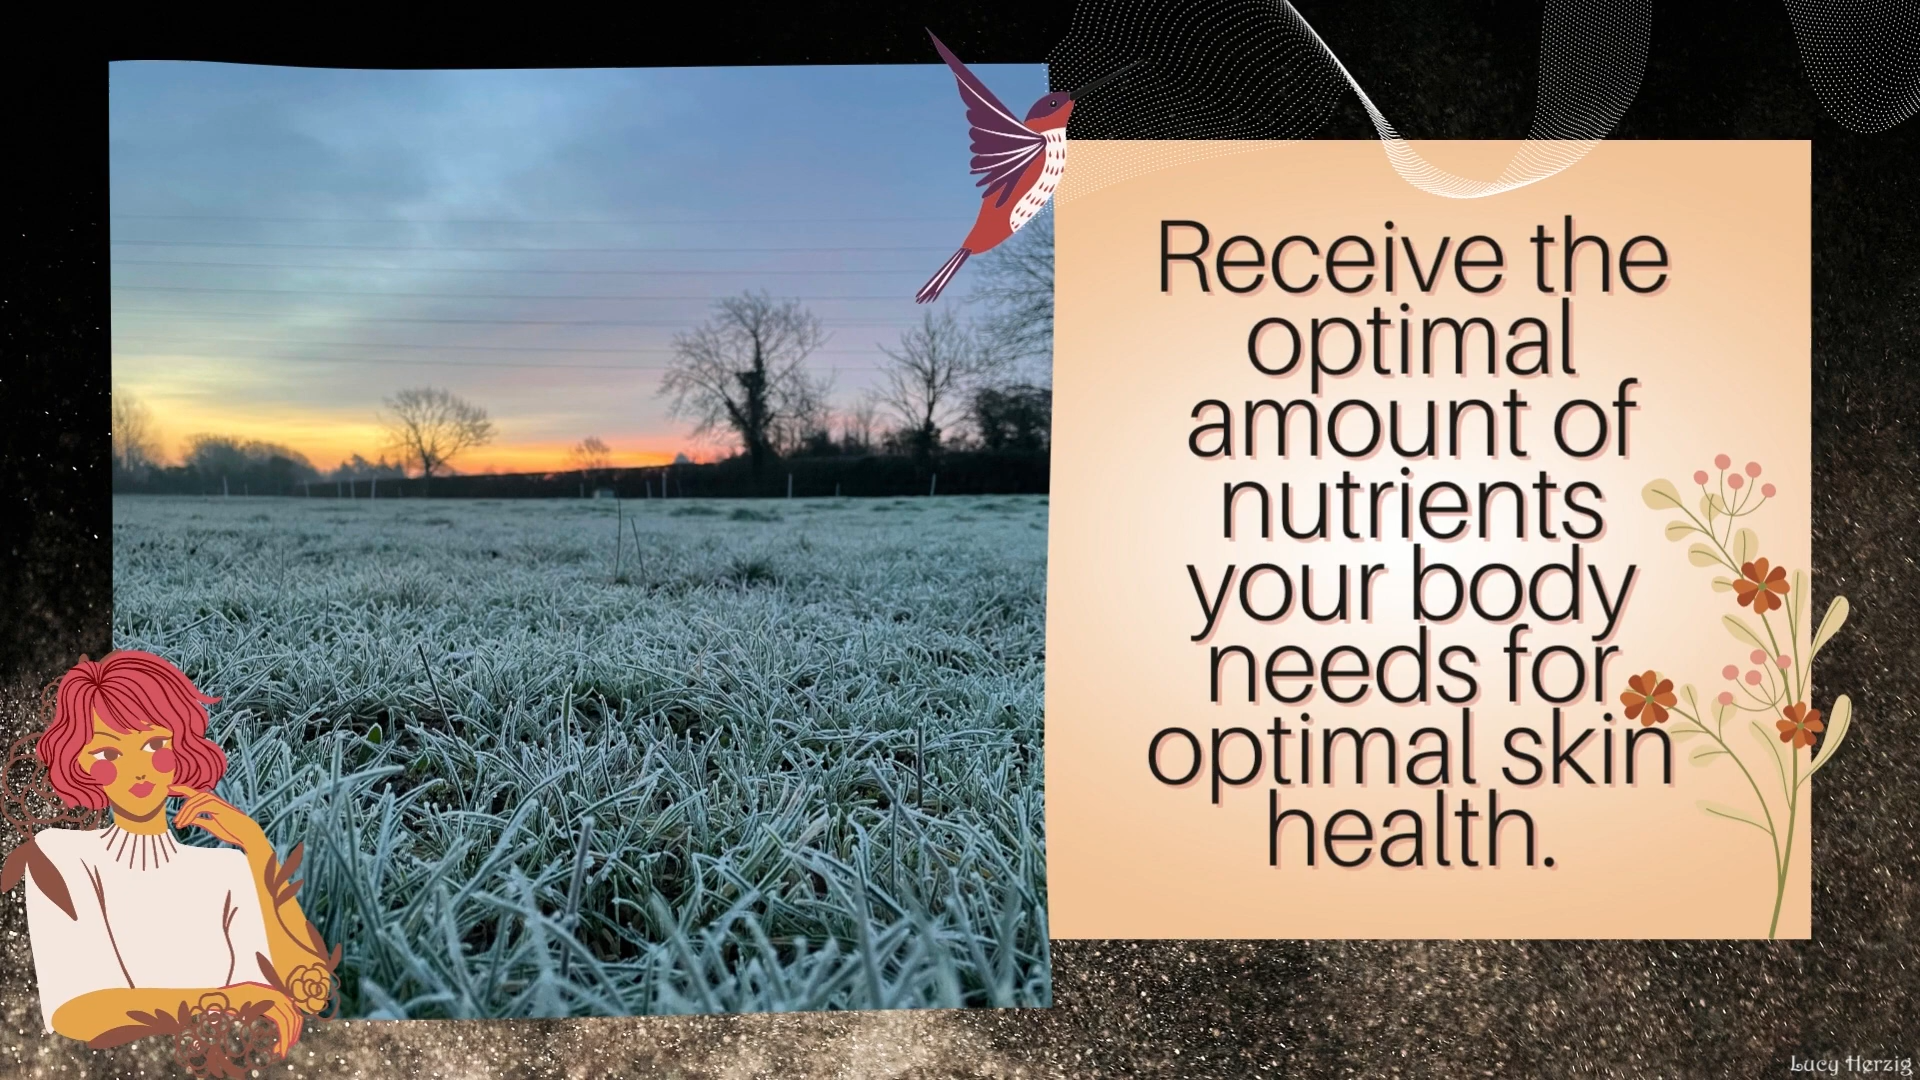 Receive the
optimal
amount of
nutrients
your body
needs for
optimal skin
health.
Lucy Herzig